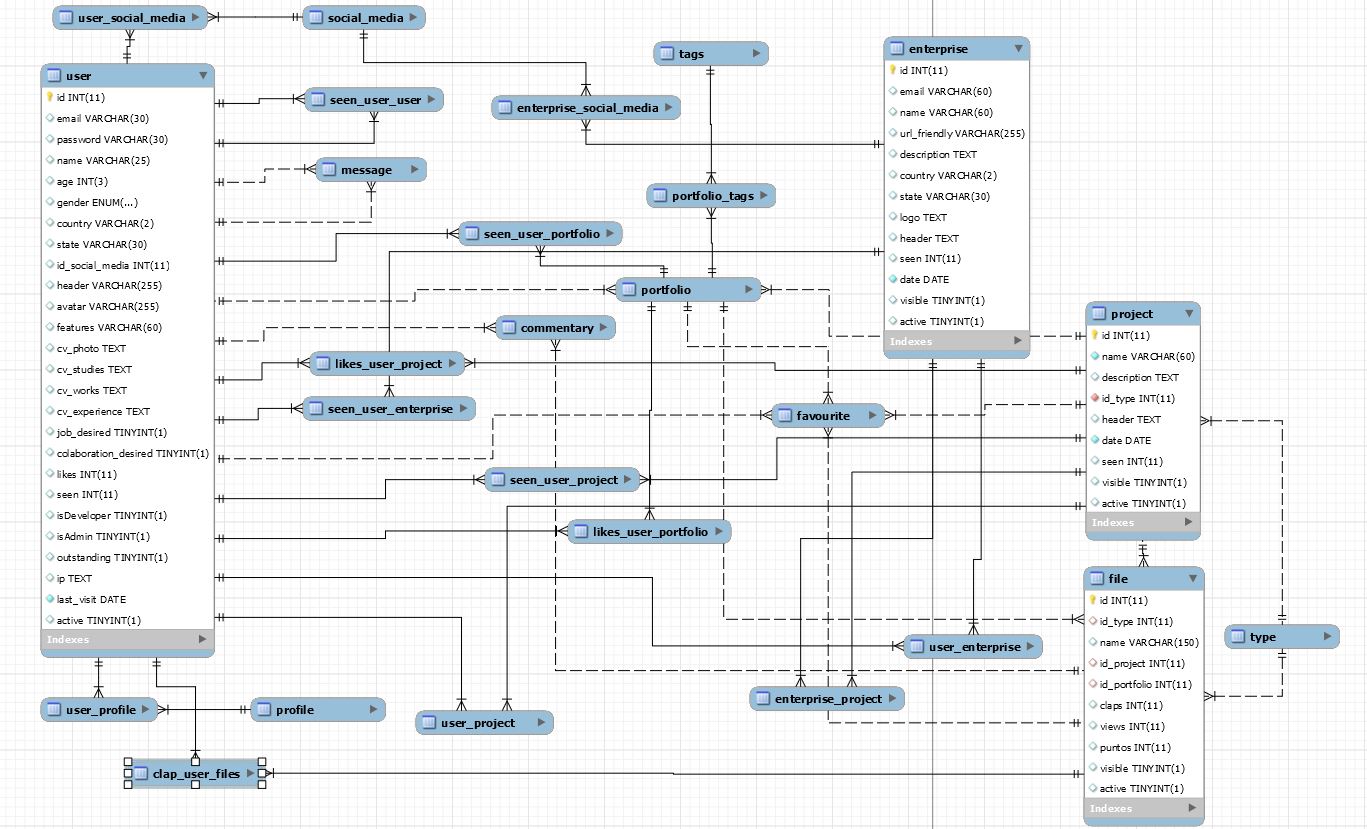 user_social_media
social_media
tags
enterprise
id INT(11)
email VARCHAR(60)
name VARCHAR(60)
url_friendly VARCHAR(255)
description TEXT
country VARCHAR(2)
state VARCHAR(30)
logo TEXT
header TEXT
seen INT(11)
date DATE
visible TINYINT(1)
active TINYINT(1)
Indexes
user
id INT(11)
email VARCHAR(30)
password VARCHAR(30)
name VARCHAR(25)
age INT(3)
gender ENUM(...)
country VARCHAR(2)
state VARCHAR(30)
id_social_media INT(11)
header VARCHAR(255)
avatar VARCHAR(255)
features VARCHAR(60)
cv_photo TEXT
cv_studies TEXT
cv_works TEXT
cv_experience TEXT
job_desired TINYINT(1)
colaboration_desired TINYINT(1)
likes INT(11)
seen INT(11)
isDeveloper TINYINT(1)
isAdmin TINYINT(1)
outstanding TINYINT(1)
ip TEXT
last_visit DATE
active TINYINT(1)
Indexes
seen_user_user
enterprise_social_media
message
portfolio_tags
seen_user_portfolio
portfolio
commentary
likes_user_project
seen_user_enterprise
favourite
seen_user_project
likes_user_portfolio
project
id INT(11)
name VARCHAR(60)
description TEXT
id_type INT(11)
header TEXT
date DATE
seen INT(11)
visible TINYINT(1)
active TINYINT(1)
Indexes
file
id INT(11)
id_type INT(11)
name VARCHAR(150)
id_project INT(11)
id_portfolio INT(11)
claps INT(11)
views INT(11)
puntos INT(11)
visible TINYINT(1)
active TINYINT(1)
Indexes
type
user_enterprise
enterprise_project
user_profile
profile
user_project
clap_user_files